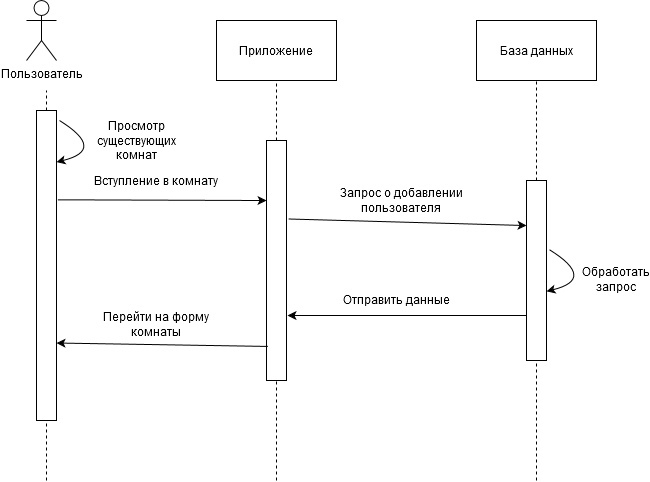 Пользователь
Приложение
База данных
Просмотр
существующих
комнат
Вступление в комнату
Запрос о добавлении
пользователя
Обработать
запрос
Отправить данные
Перейти на форму
комнаты